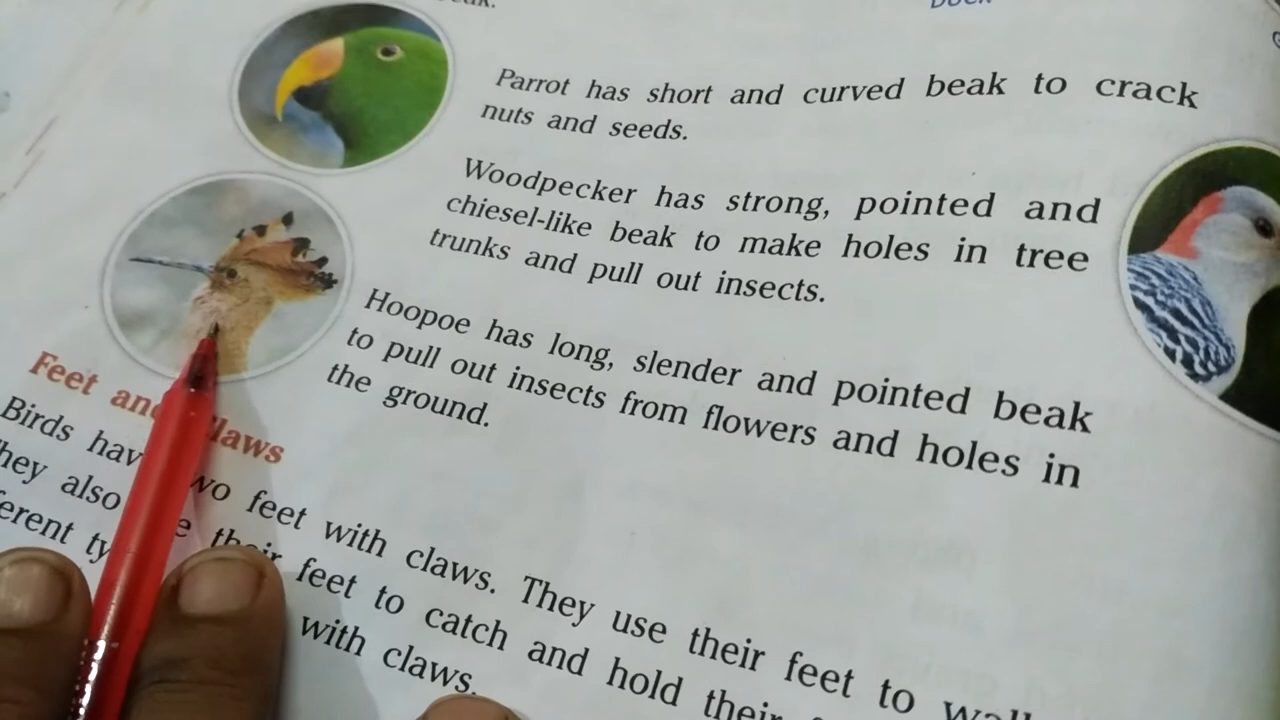 Parrot has short and curved beak to crack
nuts and seeds.
Woodpecker has strong, pointed and
chiesel-like beak to make holes in tree
trunks and pull out insects.
Hoopoe has long, slender and pointed beak
to pull out insects from flowers and holes in
the ground.
Feet and Claws
Birds have two feet with claws. They use their feet to
They also their feet to catch and hold their
with claws.